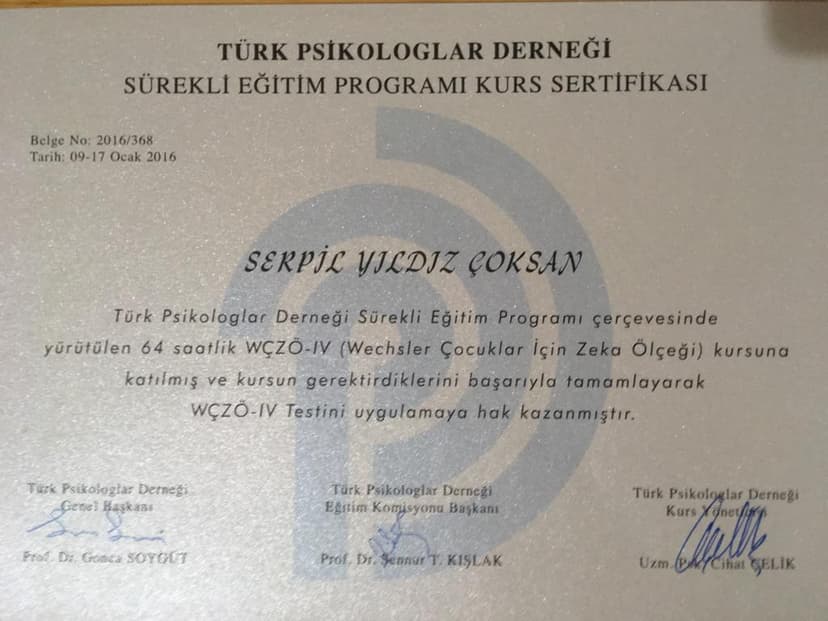 TÜRK PSİKOLOGLAR DERNEĞİ
SÜREKLİ EĞİTİM PROGRAMI KURS SERTİFİKASI
Belge No: 2016/368
Tarih: 09-17 Ocak 2016
SERPİL YILDIZ ÇOKSAN
Türk Psikologlar Derneği Sürekli Eğitim Programı çerçevesinde
yürütülen 64 saatlik WÇZÖ-IV (Wechsler Çocuklar İçin Zeka Ölçeği) kursuna
katılmış ve kursun gerektirdiklerini başarıyla tamamlayarak
WÇZÖ-IV Testini uygulamaya hak kazanmıştır.
Türk Psikologlar Derneği
Genel Başkanı
Prof. Dr. Gonca SOYGÜT
Türk Psikologlar Derneği
Eğitim Komisyonu Başkanı
Prof. Dr. Şennur T. KIŞLAK
Türk Psikologlar Derneği
Kurs Yönetmeni
Uzm. Psk. Cihat ÇELİK